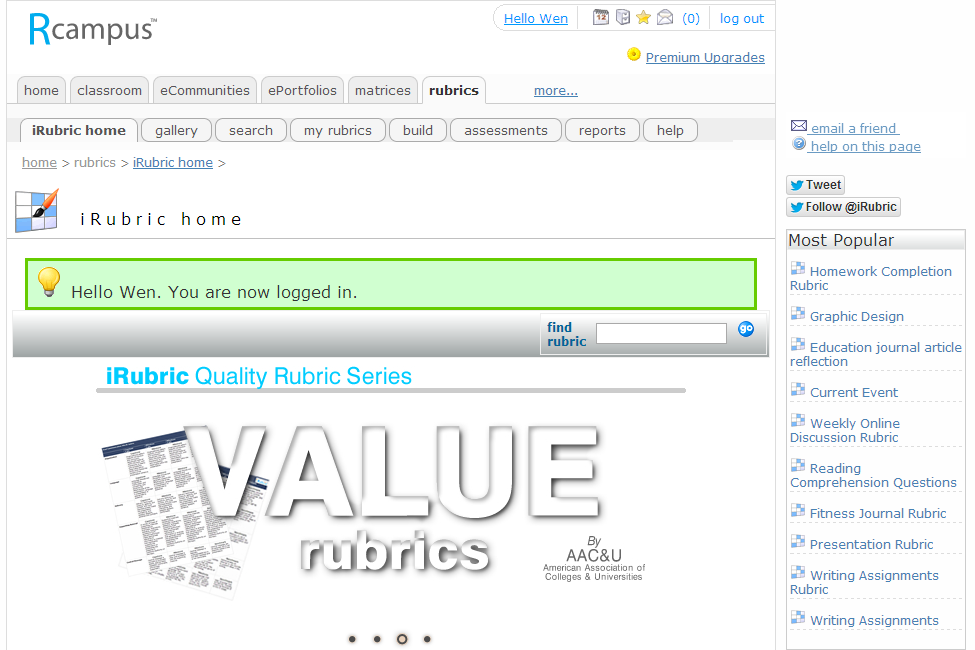 Rcampus™
Hello Wen
12
(0)
log out
Premium Upgrades
home
classroom
eCommunities
ePortfolios
matrices
rubrics
more...
iRubric home
gallery
search
my rubrics
build
assessments
reports
help
home > rubrics > iRubric home >
iRubric home
Hello Wen. You are now logged in.
find
rubric
go
iRubric Quality Rubric Series
VALUE
rubrics
By
AAC&U
American Association of
Colleges & Universities
email a friend
help on this page
Tweet
Follow @iRubric
Most Popular
Homework Completion
Rubric
Graphic Design
Education journal article
reflection
Current Event
Weekly Online
Discussion Rubric
Reading
Comprehension Questions
Fitness Journal Rubric
Presentation Rubric
Writing Assignments
Rubric
Writing Assignments